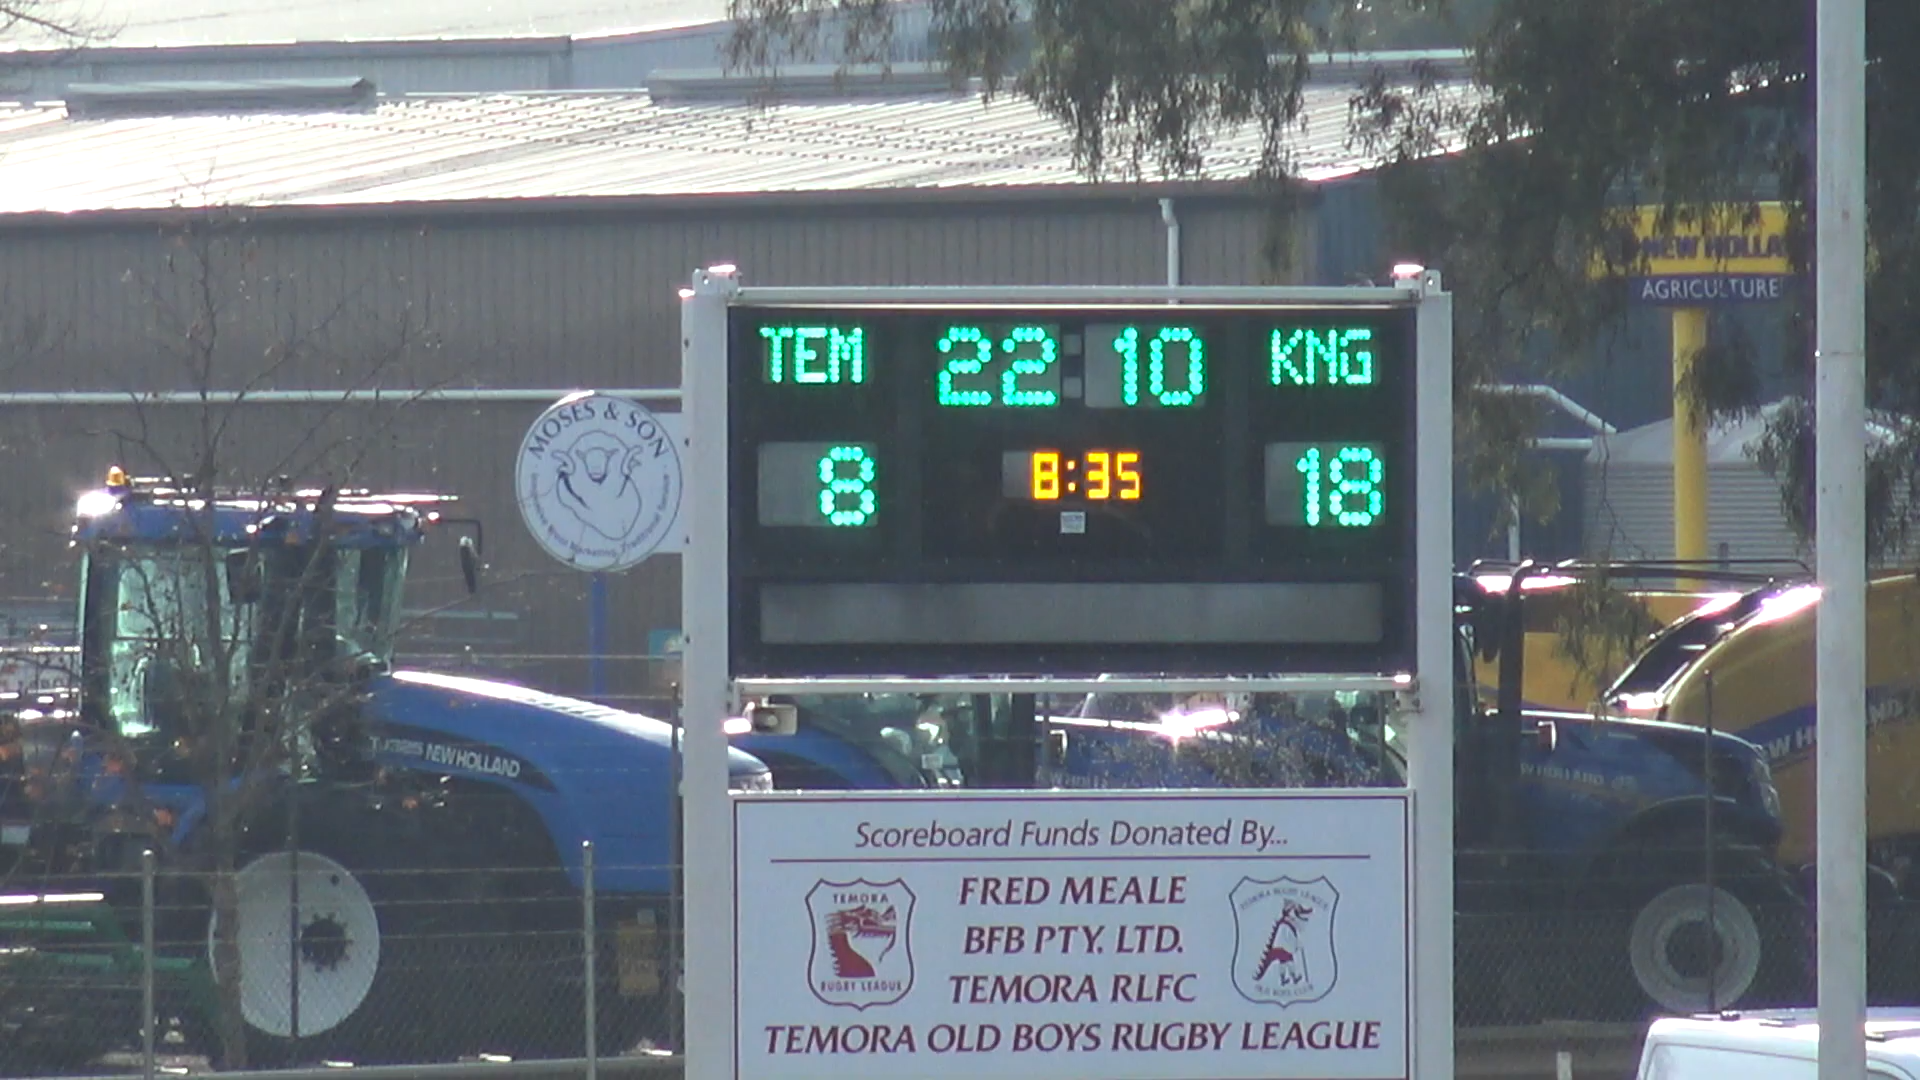 NEW HOLLA
AGRICULTURE
TEM 22 10 KNG
8 8:35 18
MOSES & SON
NEW HOLLAND
Scoreboard Funds Donated By...
TEMORA
RUGBY LEAGUE
FRED MEALE
BFB PTY. LTD.
TEMORA RLFC
TEMORA OLD BOYS RUGBY LEAGUE